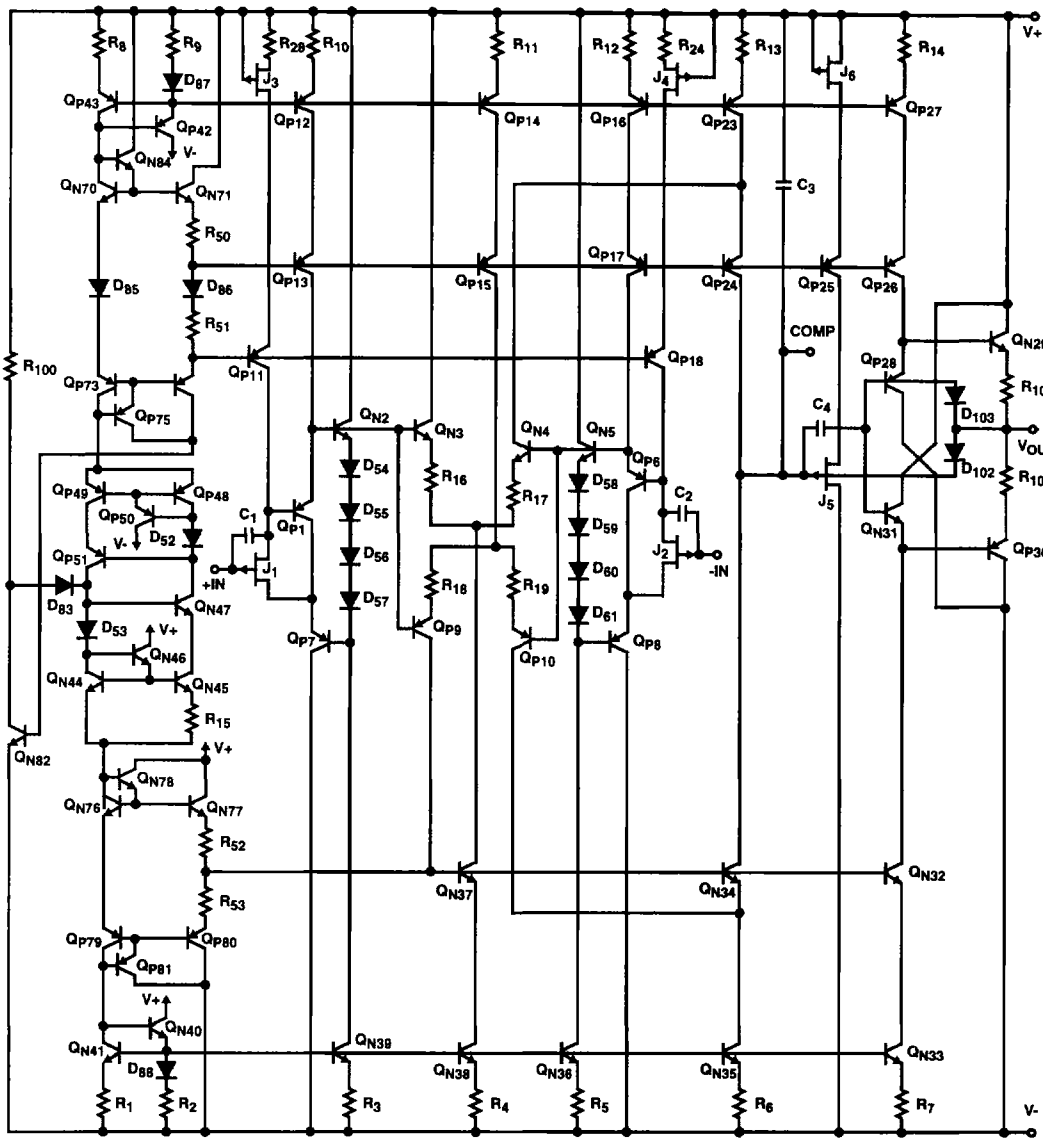 R8 R9 R28 R10 R11 R12 R24 R13 R14 V+
D87 J3 J4 J6
QP43 QP42 QP12 QP14 QP16 QP23 QP27
V- QN84
QN70 QN71 C3
R50
QP13 QP15 QP17 QP24 QP25 QP26
D85 D86
R51 COMP QN29
R100 QP73 QP11 QP18 QP28 R10
QP75 C4 D103
QN2 QN3 QN4 QN5 VOU
D54 R16 QP6 D58 D102
QP49 QP48 R17 R10
QP50 D52 C1 QP1 D55 D59 C2 J5 QN31
V- QP51 +IN J1 D56 D60 J2 -IN QP30
D83 QN47 D57 R18 R19 D61
D53 V+ QP7 QP9 QP10 QP8
QN46
QN44 QN45
R15
QN82 V+
QN78
QN76 QN77
R52
QN37 QN34 QN32
R53
QP79 QP80
QP81
V+ QN40
QN41 D88 QN39 QN38 QN36 QN35 QN33
R1 R2 R3 R4 R5 R6 R7 V-